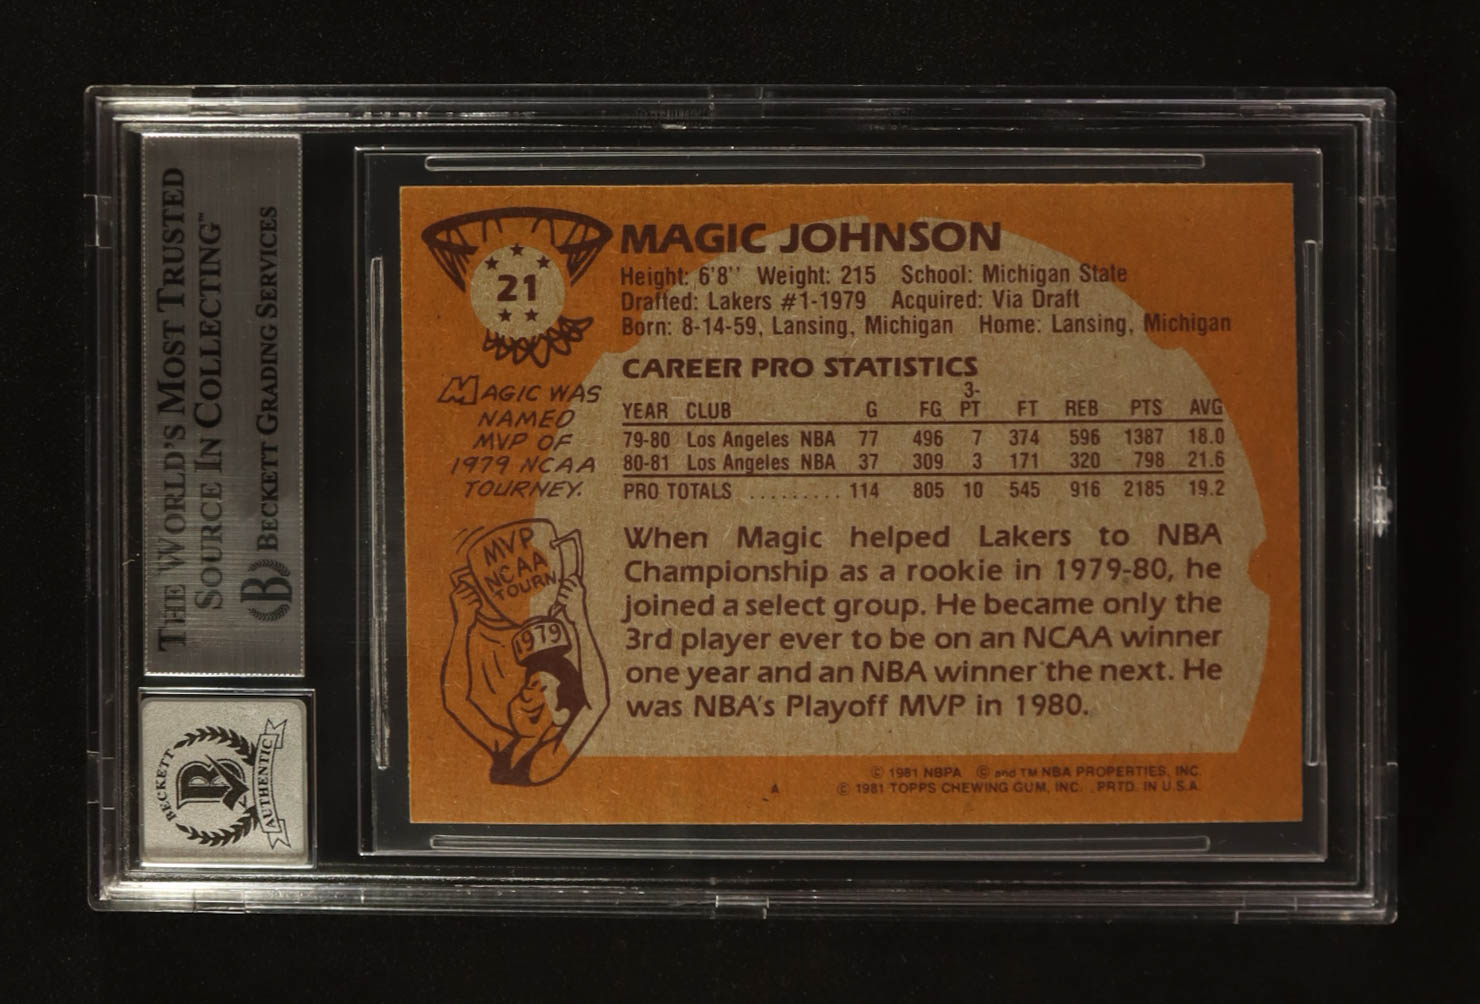 THE WORLD'S MOST TRUSTED
SOURCE IN COLLECTING™
BECKETT GRADING SERVICES
BECKETT
AUTHENTIC
21
MAGIC JOHNSON
Height: 6'8'' Weight: 215 School: Michigan State
Drafted: Lakers #1-1979 Acquired: Via Draft
Born: 8-14-59, Lansing, Michigan Home: Lansing, Michigan
CAREER PRO STATISTICS
YEAR CLUB G FG 3-PT FT REB PTS AVG
79-80 Los Angeles NBA 77 496 7 374 596 1387 18.0
80-81 Los Angeles NBA 37 309 3 171 320 798 21.6
PRO TOTALS ......... 114 805 10 545 916 2185 19.2
MAGIC WAS
NAMED
MVP OF
1979 NCAA
TOURNEY.
MVP
NCAA
TOURN.
1979
When Magic helped Lakers to NBA
Championship as a rookie in 1979-80, he
joined a select group. He became only the
3rd player ever to be on an NCAA winner
one year and an NBA winner the next. He
was NBA's Playoff MVP in 1980.
© 1981 NBPA © and TM NBA PROPERTIES, INC.
A © 1981 TOPPS CHEWING GUM, INC. PRTD. IN U.S.A.